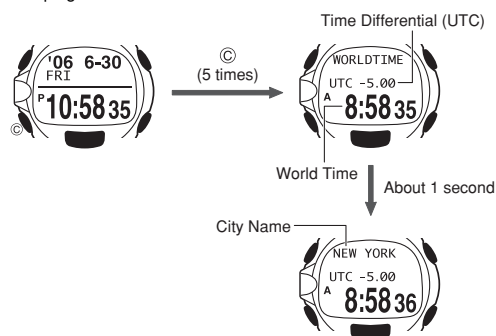 Time Differential (UTC)
'06 6-30
FRI
P 10:58 35
C
C
(5 times)
WORLDTIME
UTC -5.00
A 8:58 35
World Time
About 1 second
City Name
NEW YORK
UTC -5.00
A 8:58 36